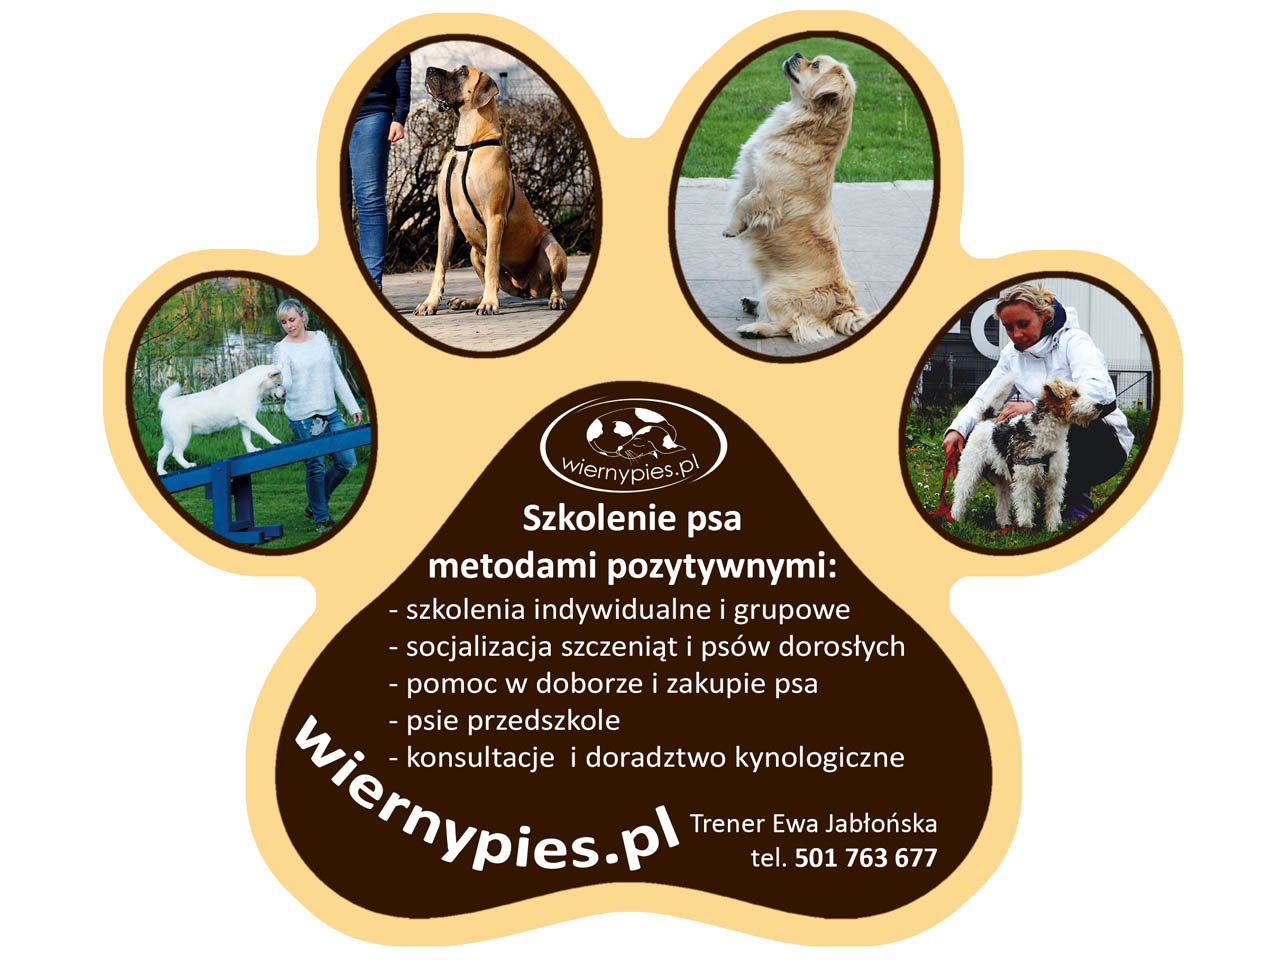 wiernypies.pl
Szkolenie psa
metodami pozytywnymi:
- szkolenia indywidualne i grupowe
- socjalizacja szczeniąt i psów dorosłych
- pomoc w doborze i zakupie psa
- psie przedszkole
- konsultacje i doradztwo kynologiczne
wiernypies.pl
Trener Ewa Jabłońska
tel. 501 763 677